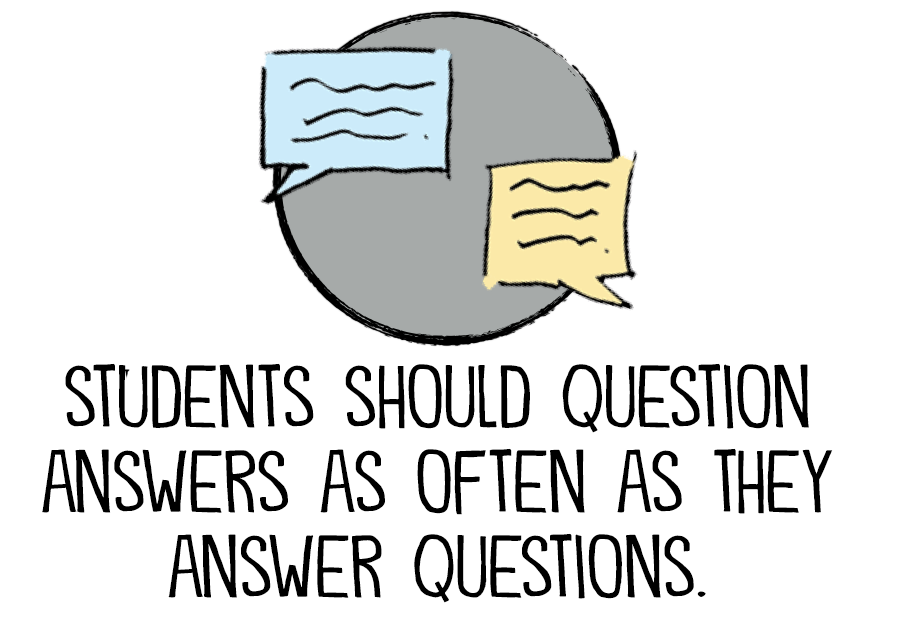 STUDENTS SHOULD QUESTION
ANSWERS AS OFTEN AS THEY
ANSWER QUESTIONS.